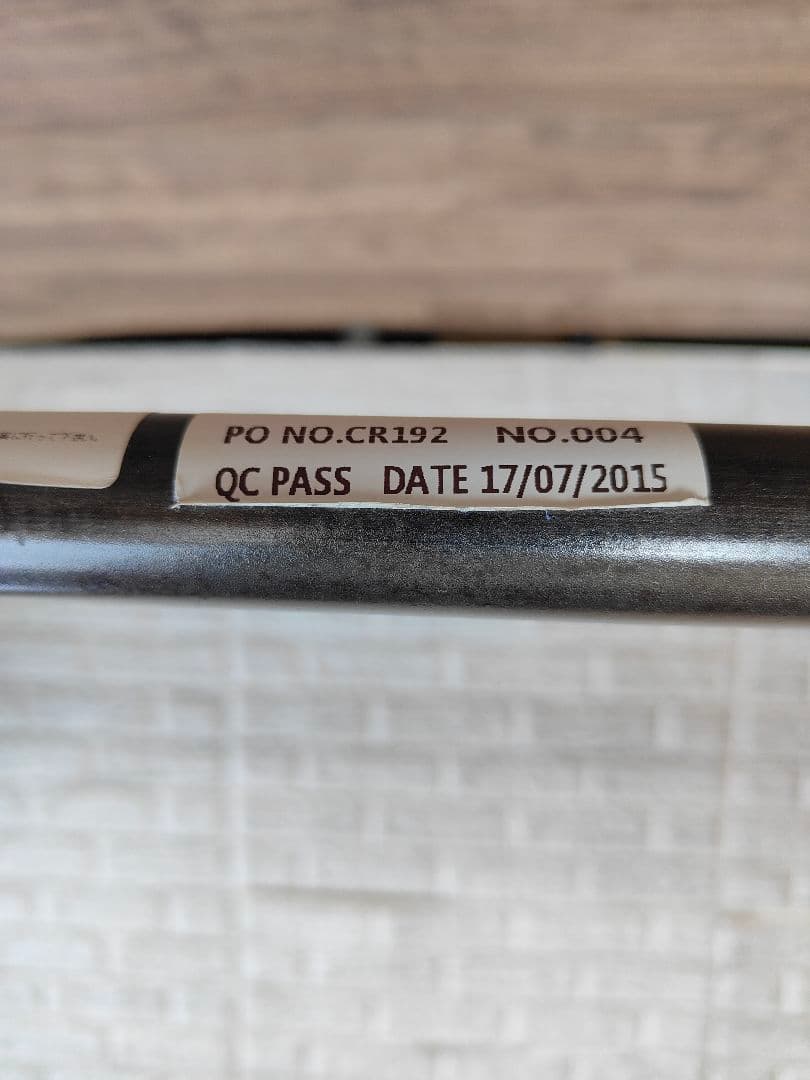 PO NO.CR192 NO.004
QC PASS DATE 17/07/2015